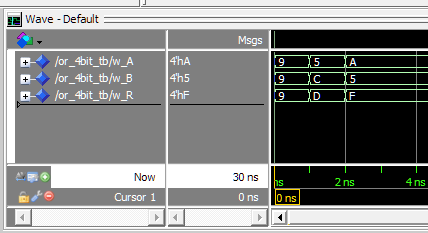 Wave - Default
Msgs
/or_4bit_tb/w_A 4'hA 9 5 A
/or_4bit_tb/w_B 4'h5 9 C 5
/or_4bit_tb/w_R 4'hF 9 D F
Now 30 ns ns 2 ns 4 ns
Cursor 1 0 ns 0 ns